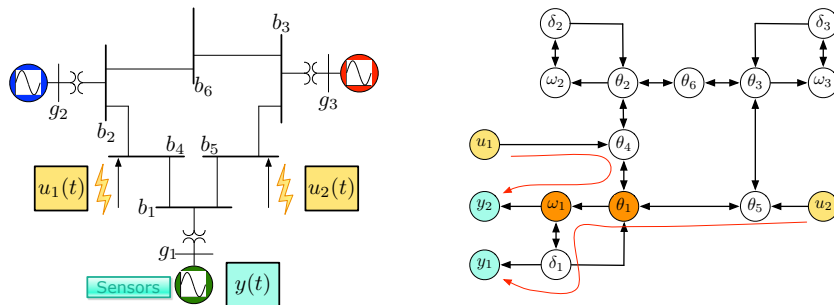 b₃
b₆
g₂
g₃
b₂
b₄
b₅
u₁(t)
u₂(t)
b₁
g₁
Sensors
y(t)
δ₂
δ₃
ω₂
θ₂
θ₆
θ₃
ω₃
u₁
θ₄
y₂
ω₁
θ₁
θ₅
u₂
y₁
δ₁